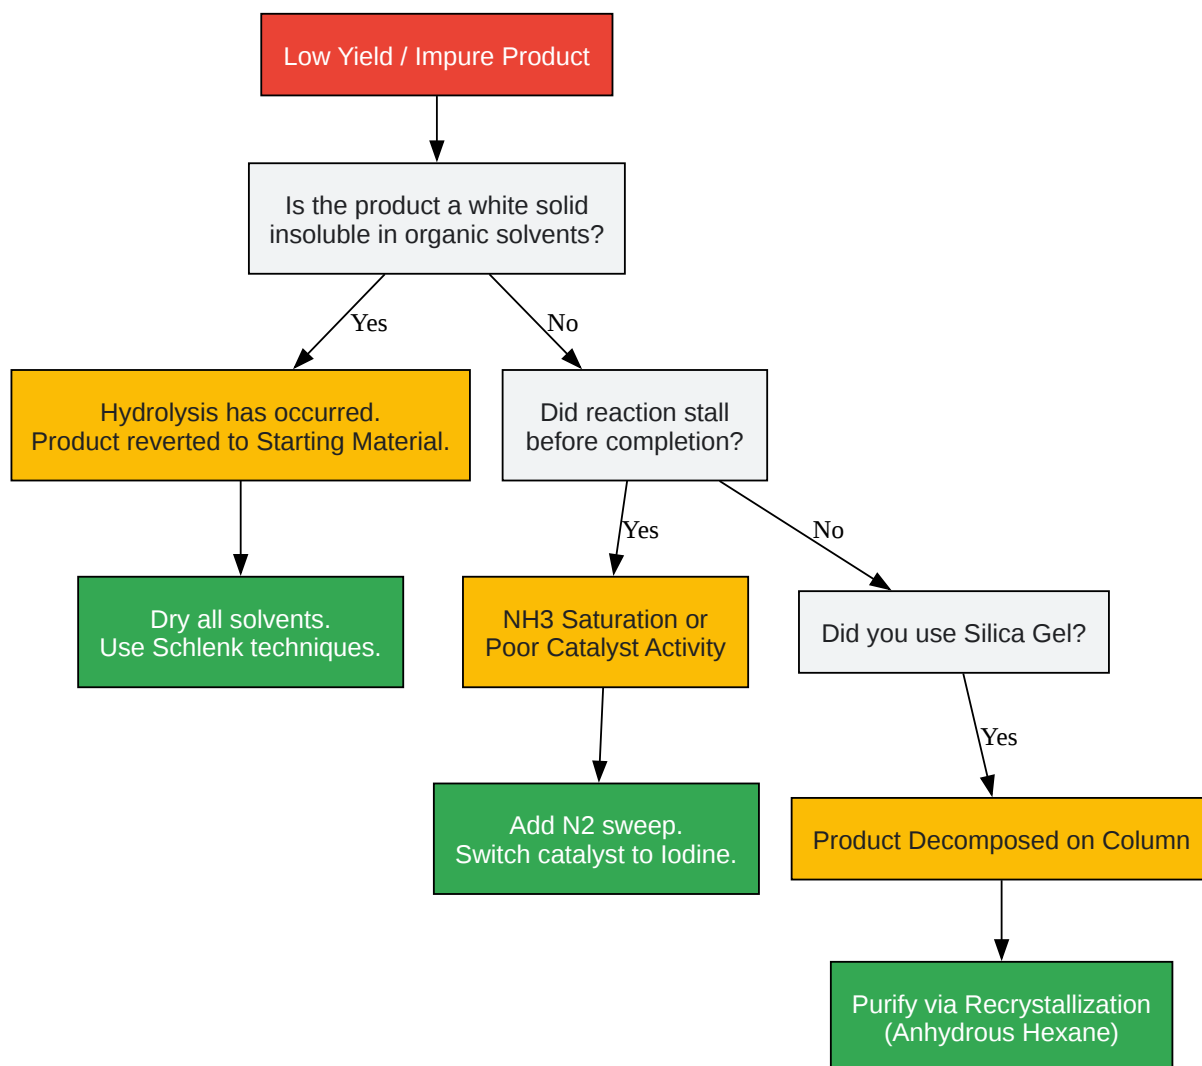 Low Yield / Impure Product
Is the product a white solid
insoluble in organic solvents?
Yes
No
Hydrolysis has occurred.
Product reverted to Starting Material.
Did reaction stall
before completion?
Yes
No
Dry all solvents.
Use Schlenk techniques.
NH3 Saturation or
Poor Catalyst Activity
Did you use Silica Gel?
Yes
Add N2 sweep.
Switch catalyst to Iodine.
Product Decomposed on Column
Purify via Recrystallization
(Anhydrous Hexane)